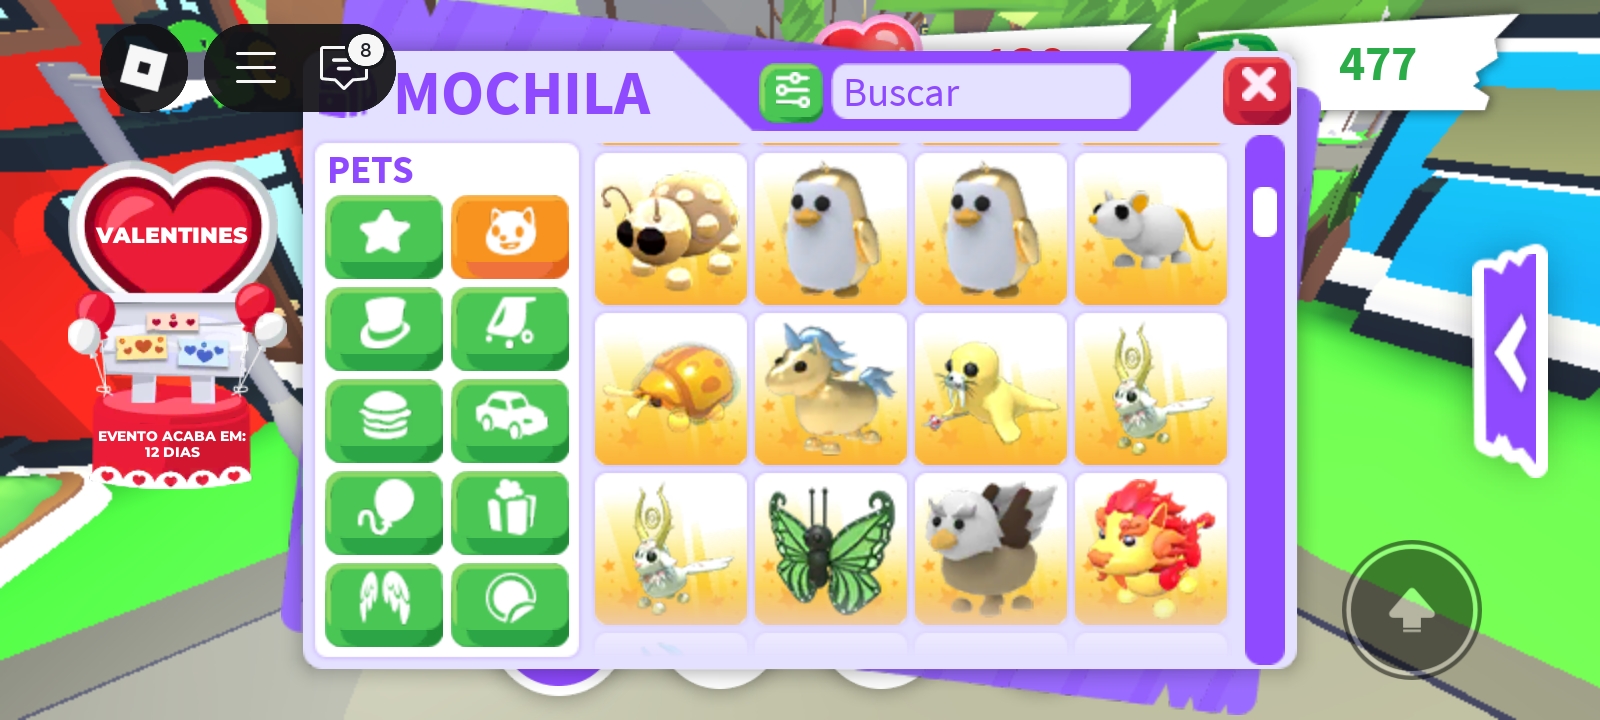 8
477
MOCHILA
Buscar
PETS
VALENTINES
EVENTO ACABA EM:
12 DIAS